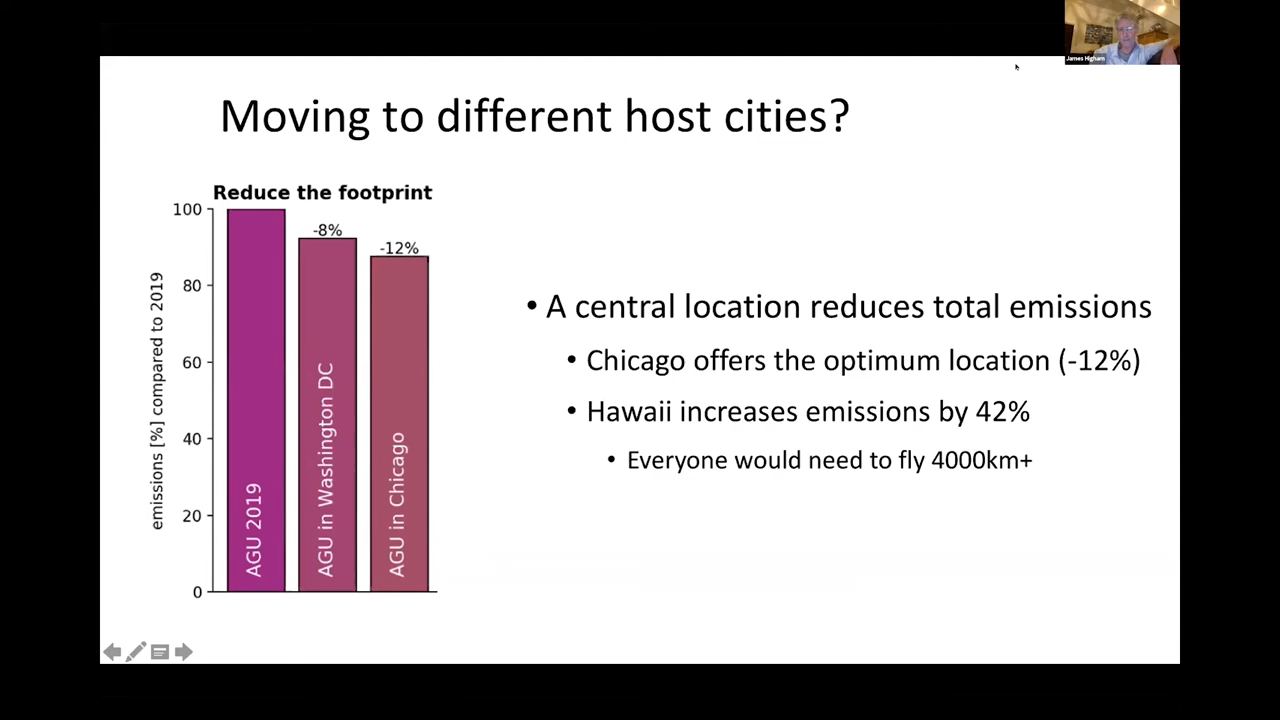 James Higham
Moving to different host cities?
Reduce the footprint
emissions [%] compared to 2019
100
80
60
40
20
0
-8%
-12%
AGU 2019
AGU in Washington DC
AGU in Chicago
• A central location reduces total emissions
• Chicago offers the optimum location (-12%)
• Hawaii increases emissions by 42%
• Everyone would need to fly 4000km+